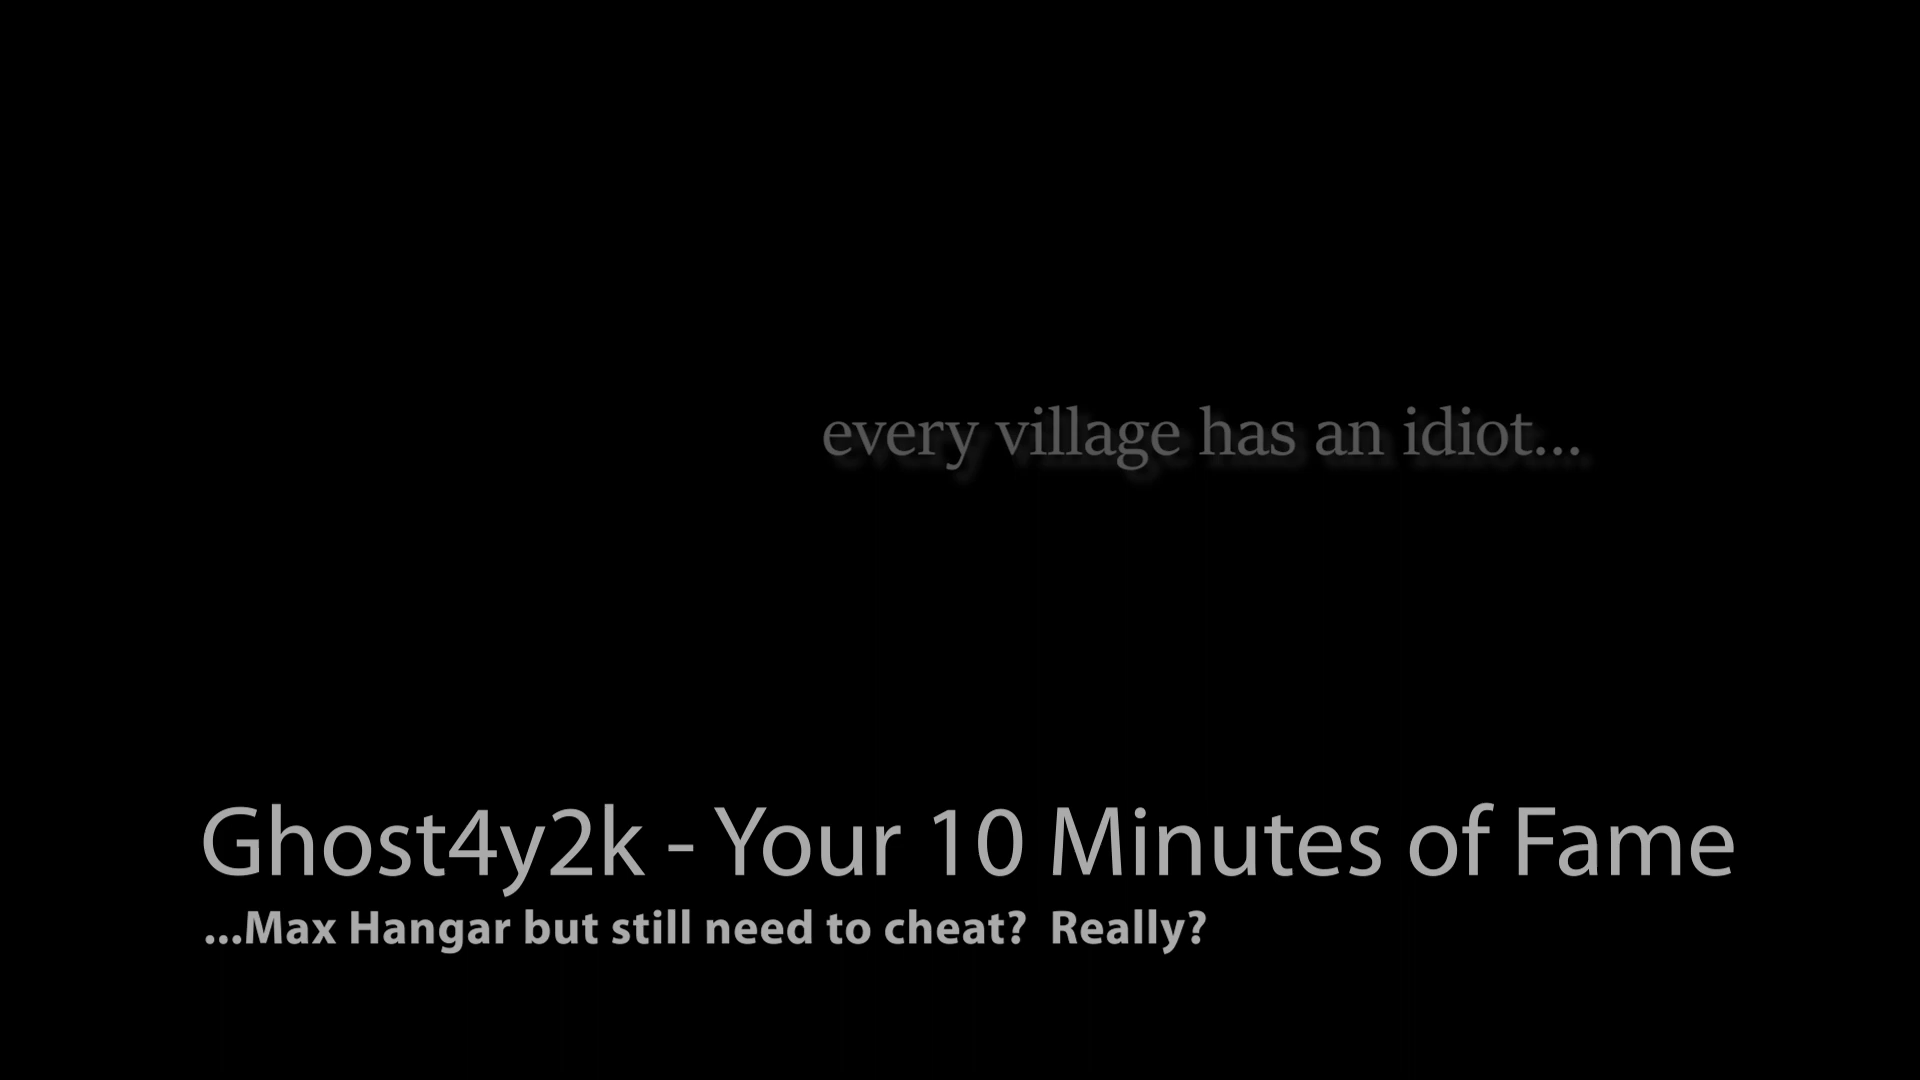 every village has an idiot...
Ghost4y2k - Your 10 Minutes of Fame
...Max Hangar but still need to cheat?  Really?